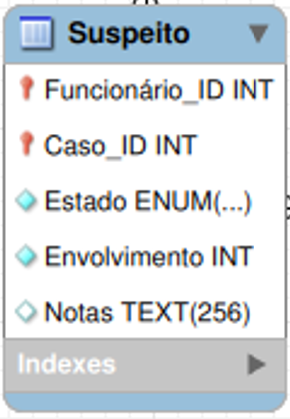 Suspeito
Funcionário_ID INT
Caso_ID INT
Estado ENUM(...)
Envolvimento INT
Notas TEXT(256)
Indexes